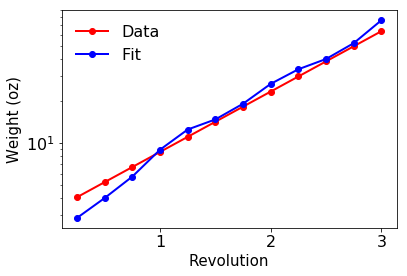 Data
Fit
Weight (oz)
10^1
1 2 3
Revolution